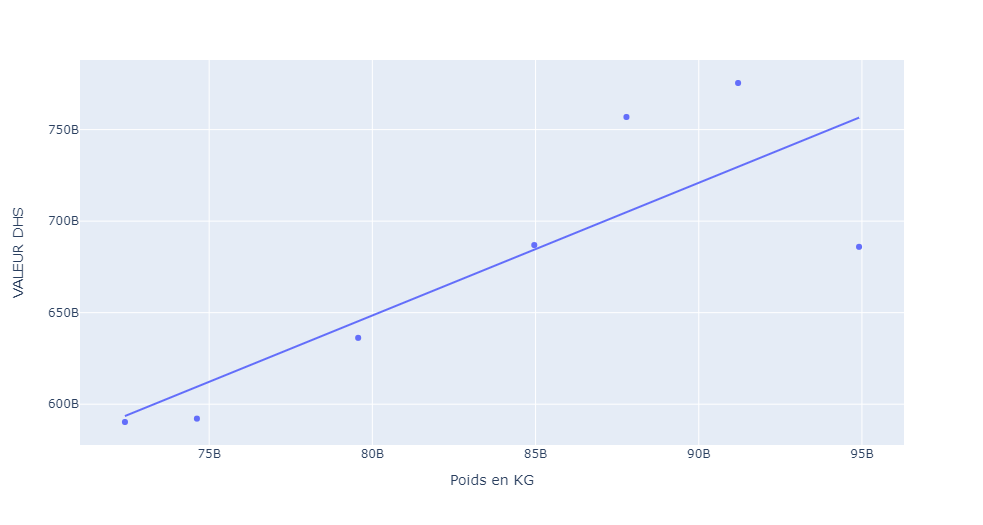 VALEUR DHS
750B
700B
650B
600B
75B
80B
85B
90B
95B
Poids en KG